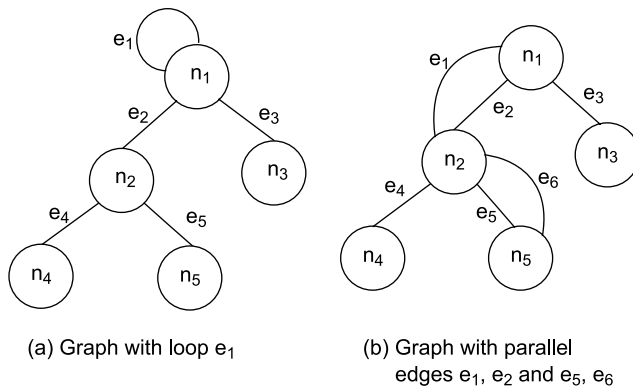 e₁
n₁
e₂
e₃
n₂
n₃
e₄
e₅
n₄
n₅
(a) Graph with loop e₁
n₁
e₁
e₂
e₃
n₂
n₃
e₄
e₅
e₆
n₄
n₅
(b) Graph with parallel
edges e₁, e₂ and e₅, e₆